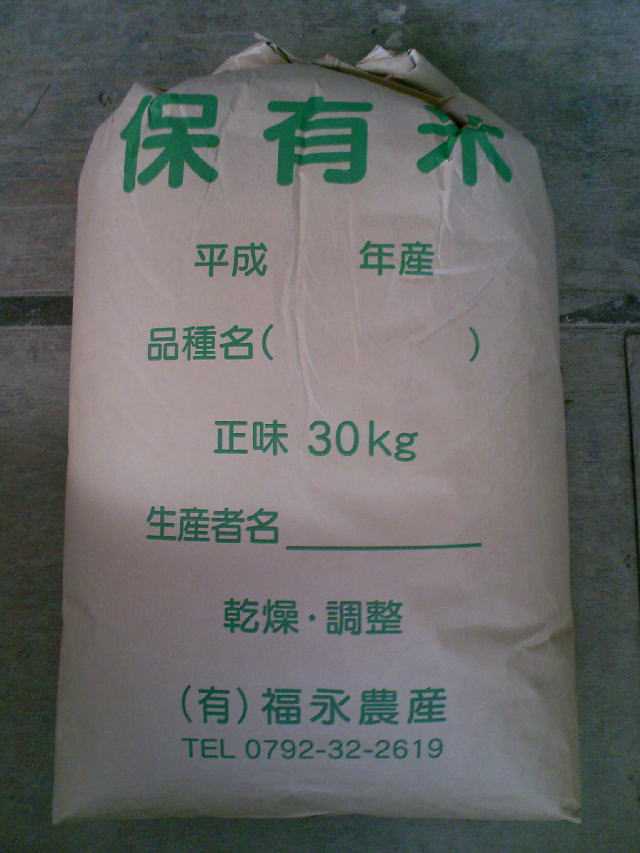 保有米
平成 年産
品種名( )
正味 30kg
生産者名
乾燥・調整
(有)福永農産
TEL 0792-32-2619